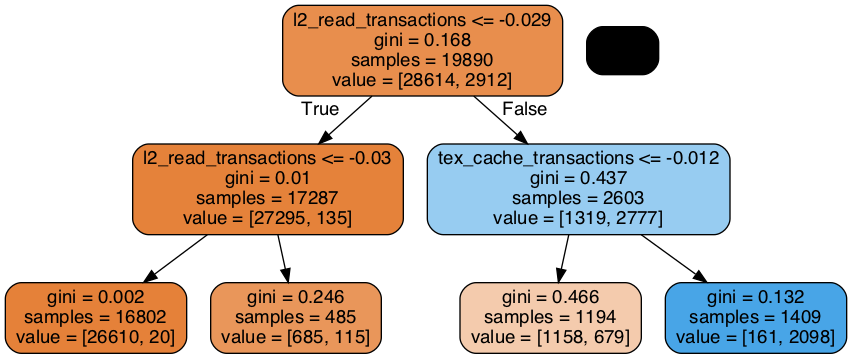 l2_read_transactions <= -0.029
gini = 0.168
samples = 19890
value = [28614, 2912]
True
False
l2_read_transactions <= -0.03
gini = 0.01
samples = 17287
value = [27295, 135]
tex_cache_transactions <= -0.012
gini = 0.437
samples = 2603
value = [1319, 2777]
gini = 0.002
samples = 16802
value = [26610, 20]
gini = 0.246
samples = 485
value = [685, 115]
gini = 0.466
samples = 1194
value = [1158, 679]
gini = 0.132
samples = 1409
value = [161, 2098]